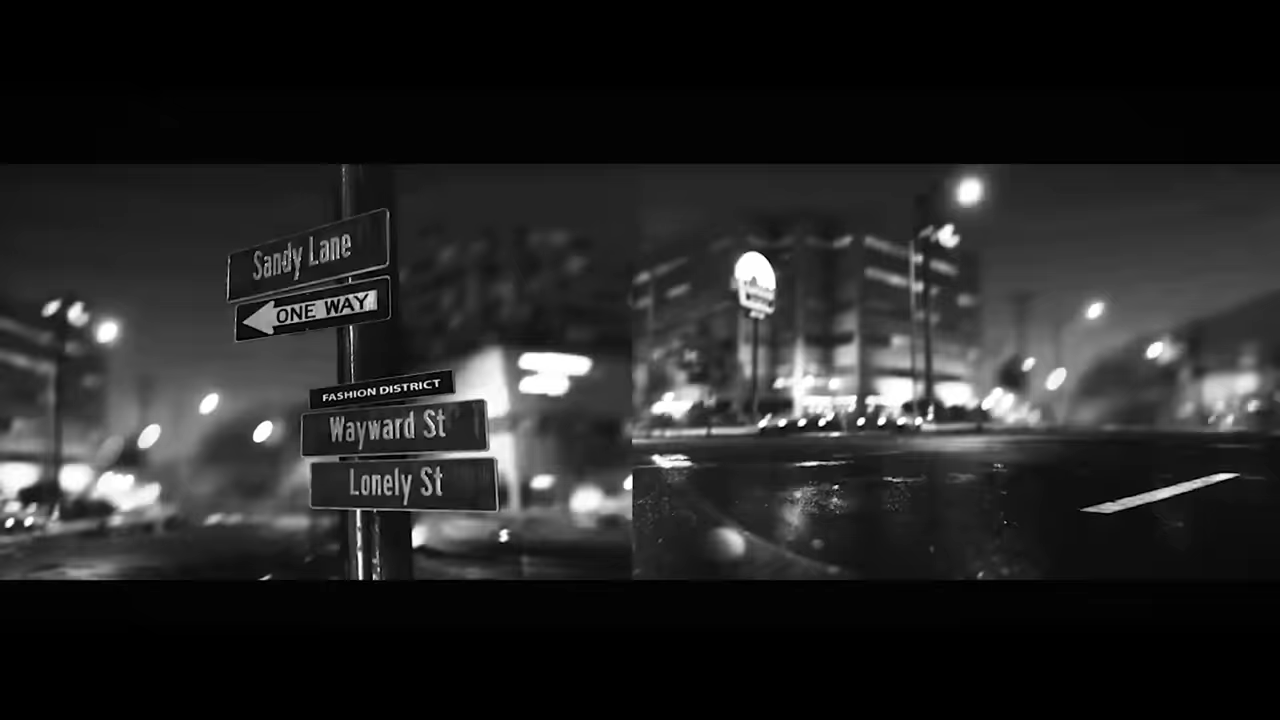 Sandy Lane
ONE WAY
FASHION DISTRICT
Wayward St
Lonely St